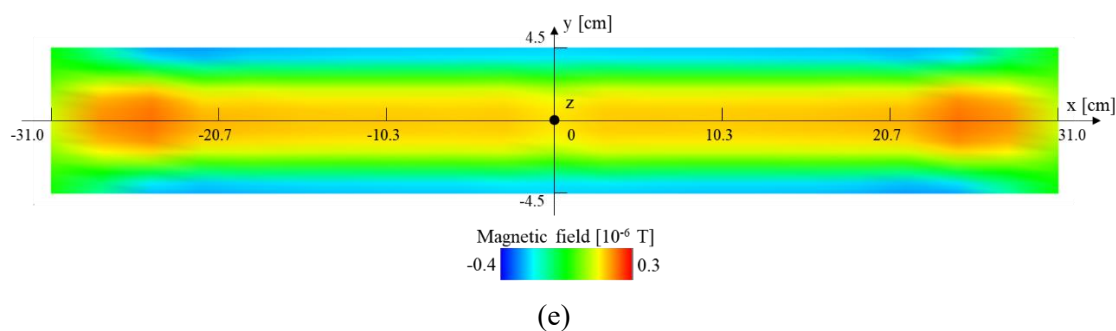 y [cm]
4.5
z
x [cm]
-31.0 -20.7 -10.3 0 10.3 20.7 31.0
-4.5
Magnetic field [10⁻⁶ T]
-0.4 0.3
(e)